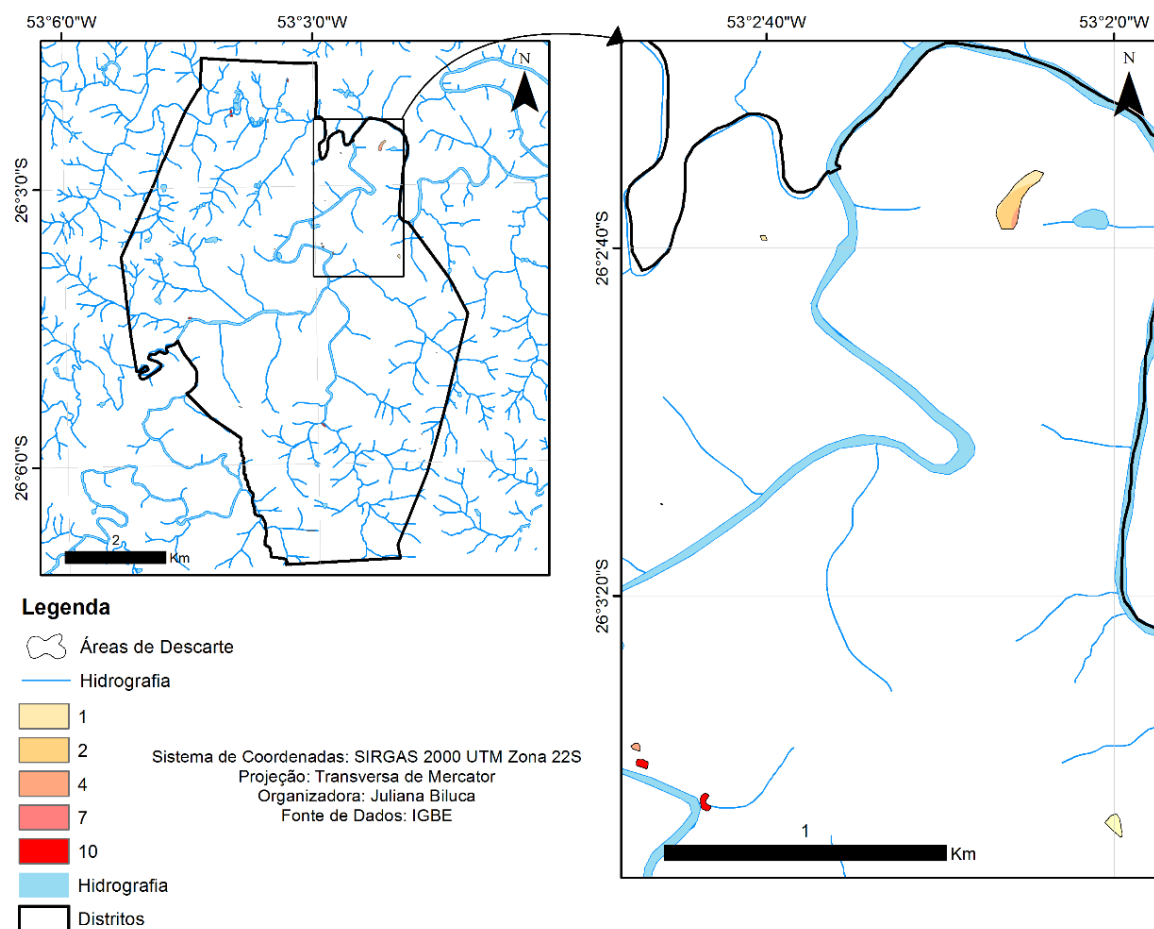 53°6'0"W
53°3'0"W
26°3'0"S
26°6'0"S
N
2
Km
53°2'40"W
53°2'0"W
26°2'40"S
26°3'20"S
N
1
Km
Legenda
Áreas de Descarte
Hidrografia
1
2
4
7
10
Hidrografia
Distritos
Sistema de Coordenadas: SIRGAS 2000 UTM Zona 22S
Projeção: Transversa de Mercator
Organizadora: Juliana Biluca
Fonte de Dados: IGBE